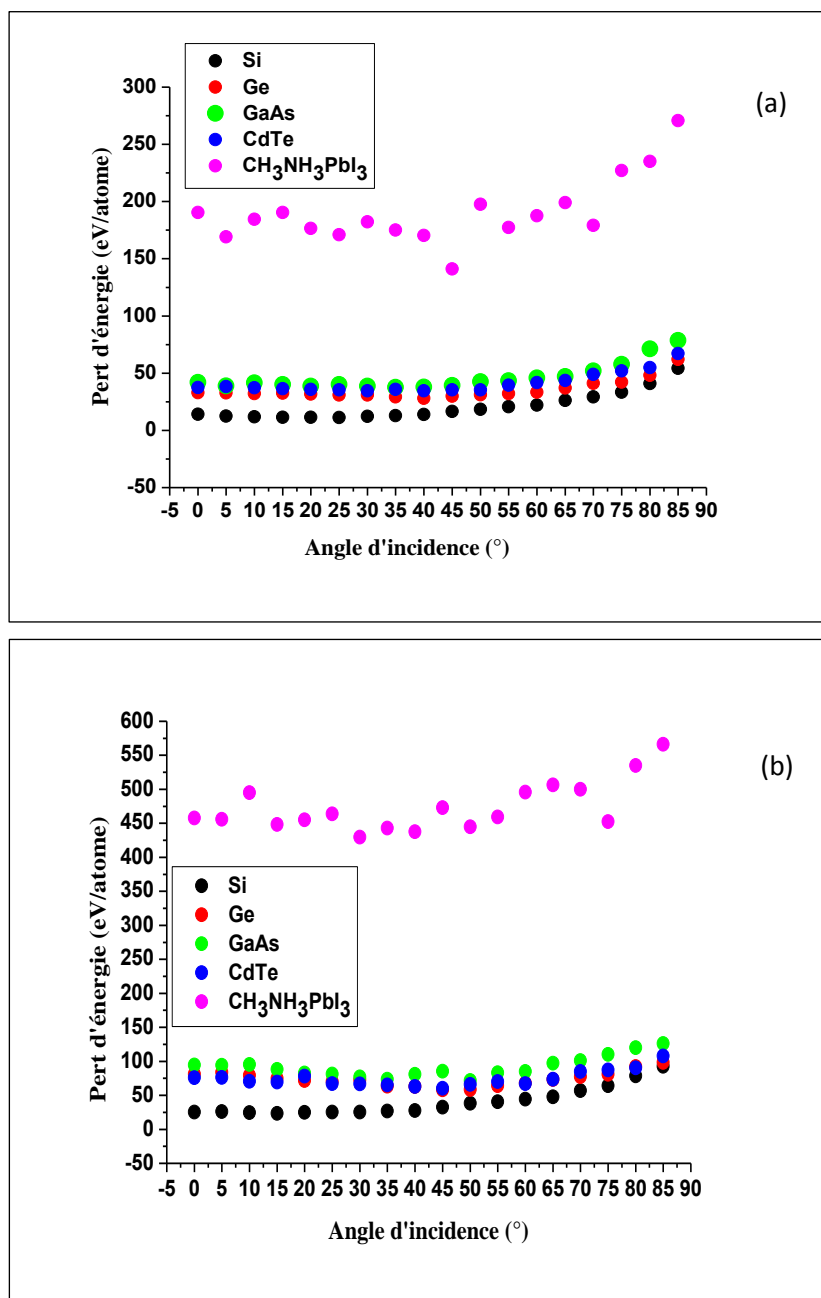 Si
Ge
GaAs
CdTe
CH3NH3PbI3
(a)
300
250
200
150
100
50
0
-50
-5 0 5 10 15 20 25 30 35 40 45 50 55 60 65 70 75 80 85 90
Pert d'énergie (eV/atome)
Angle d'incidence (°)
(b)
600
550
500
450
400
350
300
250
200
150
100
50
0
-50
Si
Ge
GaAs
CdTe
CH3NH3PbI3
-5 0 5 10 15 20 25 30 35 40 45 50 55 60 65 70 75 80 85 90
Pert d'énergie (eV/atome)
Angle d'incidence (°)